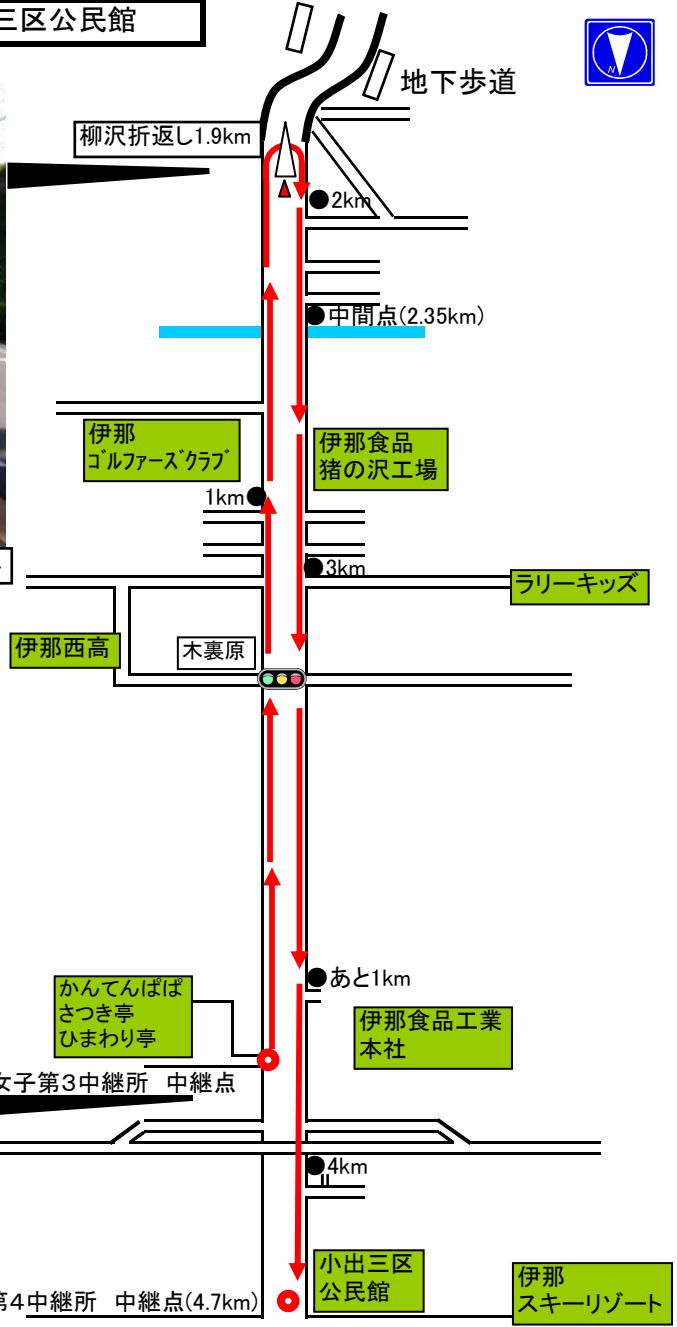 三区公民館
N
地下歩道
柳沢折返し1.9km
●2km
●中間点(2.35km)
伊那
ゴルファーズクラブ
伊那食品
猪の沢工場
1km●
●3km
ラリーキッズ
伊那西高
木裏原
●あと1km
かんてんぱぱ
さつき亭
ひまわり亭
伊那食品工業
本社
女子第3中継所 中継点
●4km
小出三区
公民館
伊那
スキーリゾート
第4中継所 中継点(4.7km)